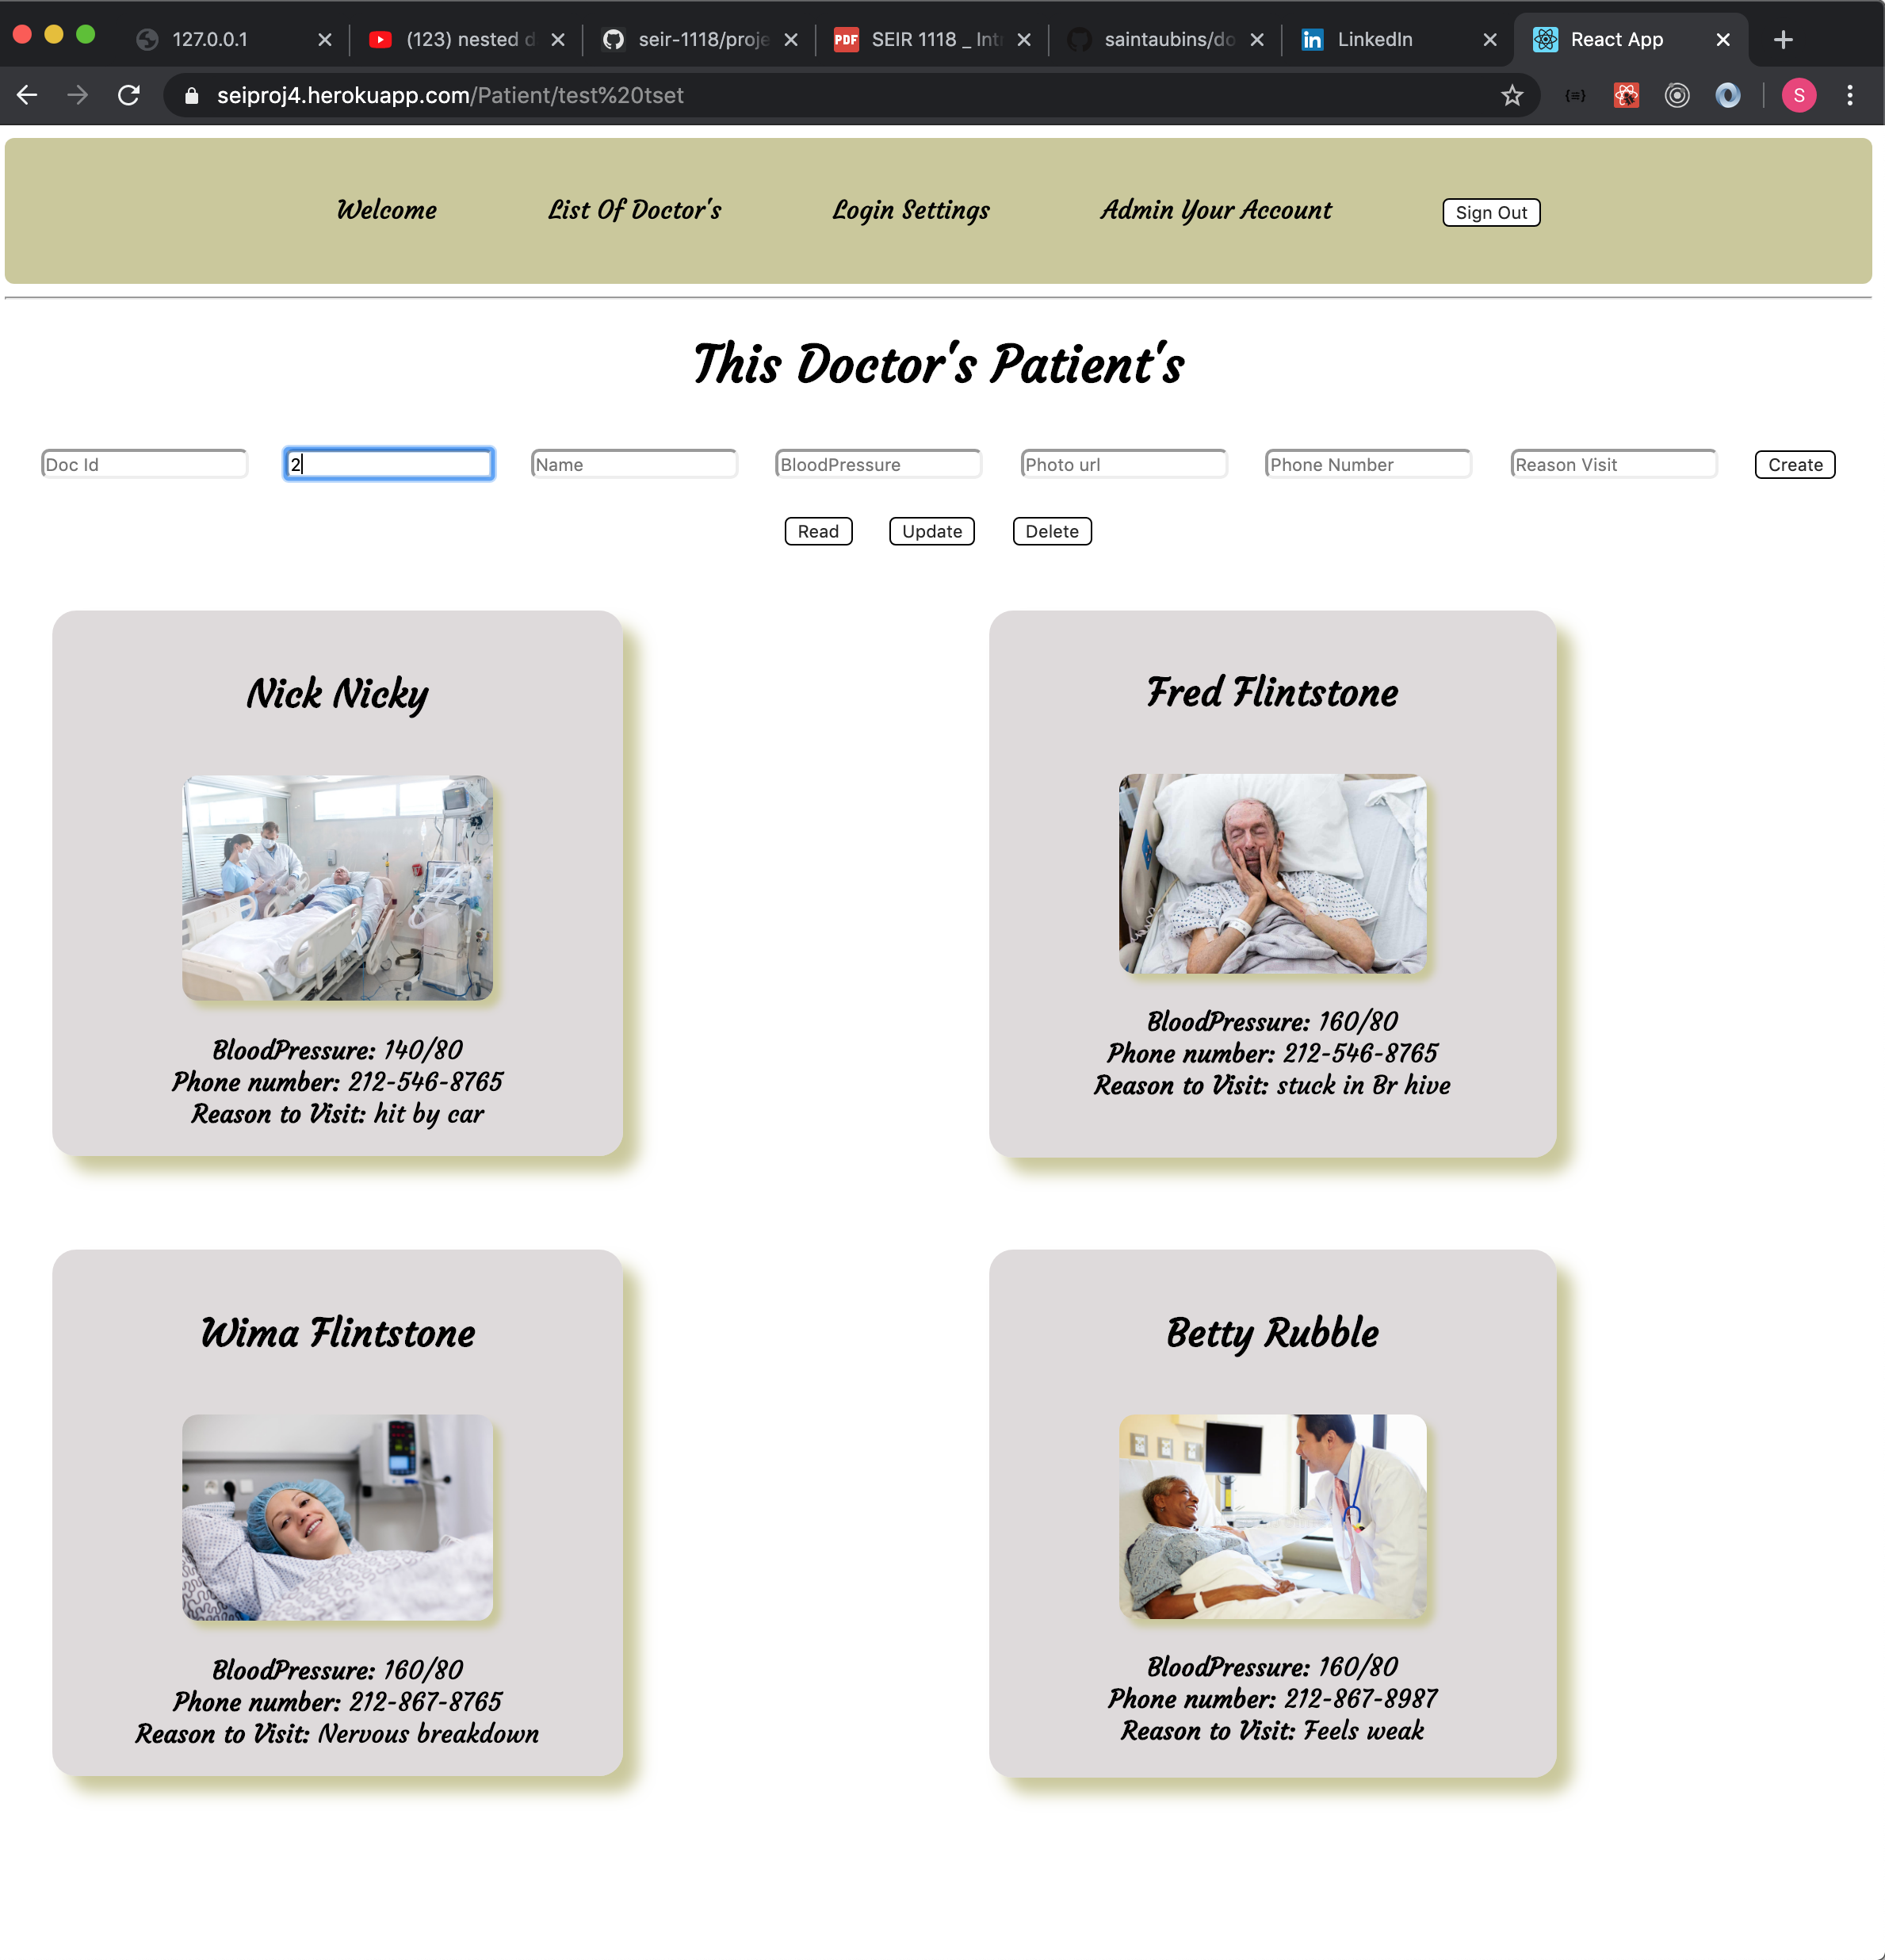 127.0.0.1 (123) nested d seir-1118/proje PDF SEIR 1118 _ Intr saintaubins/do in LinkedIn React App
seiproj4.herokuapp.com/Patient/test%20tset S
Welcome List Of Doctor's Login Settings Admin Your Account Sign Out
This Doctor's Patient's
Doc Id 2 Name BloodPressure Photo url Phone Number Reason Visit Create
Read Update Delete
Nick Nicky
BloodPressure: 140/80
Phone number: 212-546-8765
Reason to Visit: hit by car
Fred Flintstone
BloodPressure: 160/80
Phone number: 212-546-8765
Reason to Visit: stuck in Br hive
Wima Flintstone
BloodPressure: 160/80
Phone number: 212-867-8765
Reason to Visit: Nervous breakdown
Betty Rubble
BloodPressure: 160/80
Phone number: 212-867-8987
Reason to Visit: Feels weak